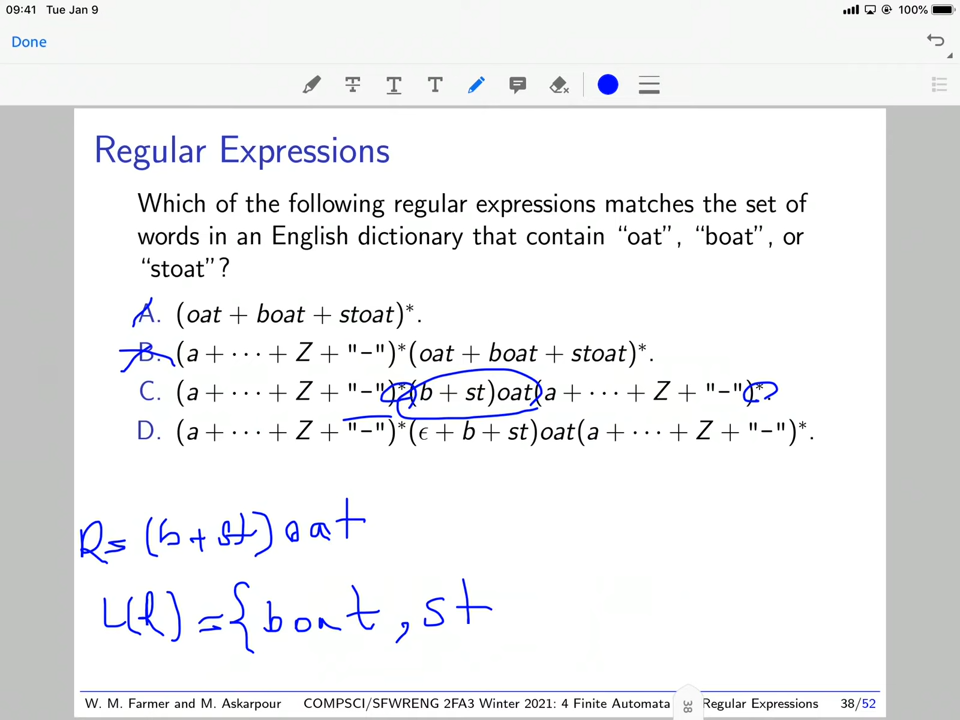 09:41 Tue Jan 9 100%
Done
T T T
Regular Expressions
Which of the following regular expressions matches the set of
words in an English dictionary that contain “oat”, “boat”, or
“stoat”?
A. (oat + boat + stoat)*.
B. (a + ··· + Z + "-")*(oat + boat + stoat)*.
C. (a + ··· + Z + "-")*(b + st)oat(a + ··· + Z + "-")*.
D. (a + ··· + Z + "-")*(ϵ + b + st)oat(a + ··· + Z + "-")*.
R = (b + st) oat
L(R) = { boat , st
W. M. Farmer and M. Askarpour COMPSCI/SFWRENG 2FA3 Winter 2021: 4 Finite Automata 38 Regular Expressions 38/52